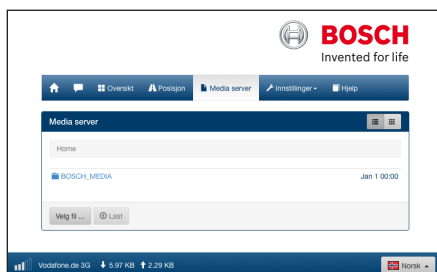 BOSCH
Invented for life
Oversikt Posisjon Media server Innstillinger Hjelp
Media server
Home
BOSCH_MEDIA Jan 1 00:00
Velg fil ... Last
Vodafone.de 3G 5.97 KB 2.29 KB Norsk